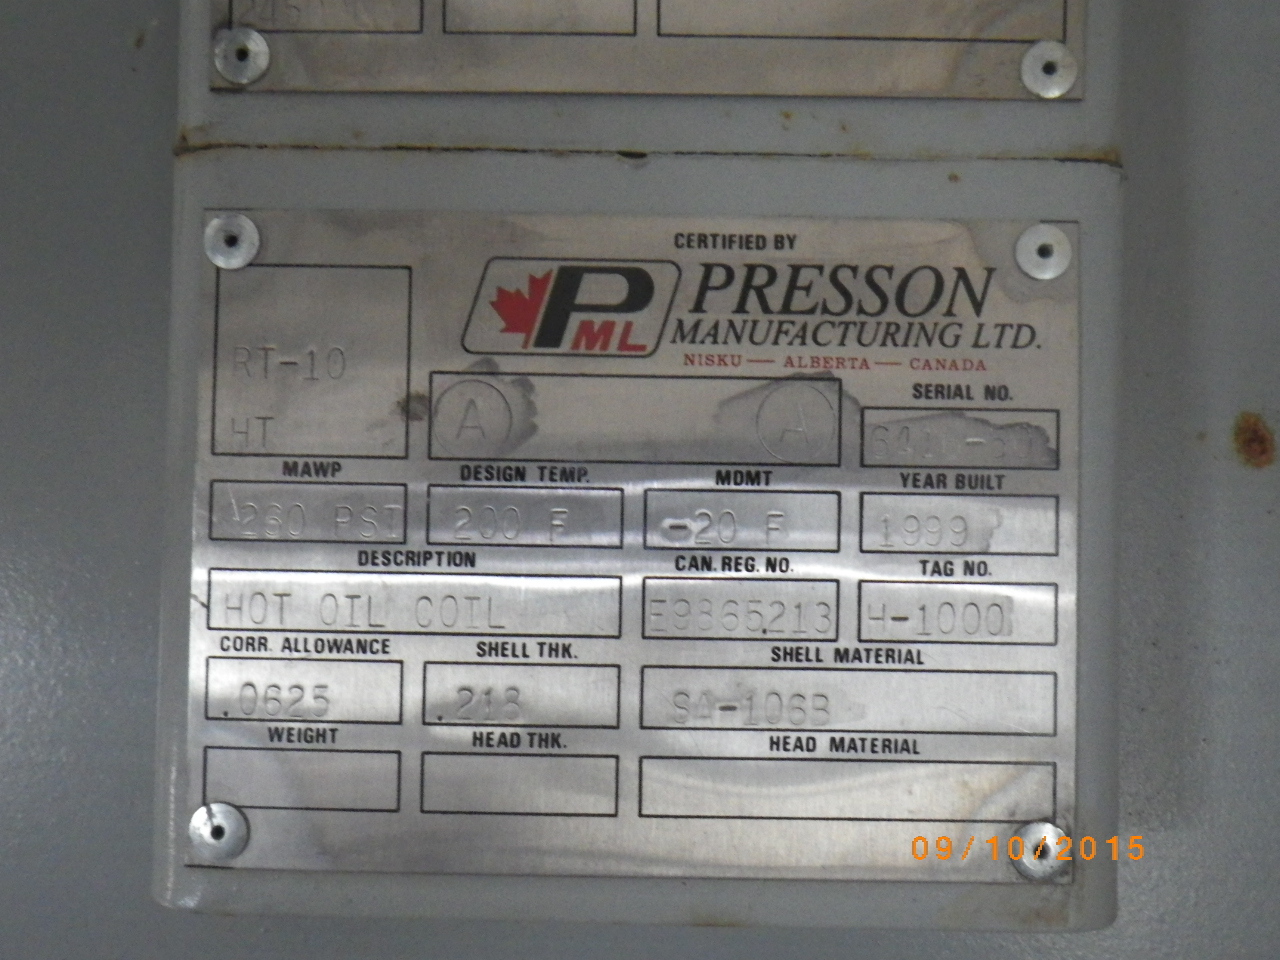 2450
CERTIFIED BY
PML PRESSON
MANUFACTURING LTD.
NISKU — ALBERTA — CANADA
RT-10
HT
A A
SERIAL NO.
MAWP DESIGN TEMP. MDMT YEAR BUILT
PSI 200 F -20 F 1999
DESCRIPTION CAN. REG. NO. TAG NO.
HOT OIL COIL E9865.213 H-1000
CORR. ALLOWANCE SHELL THK. SHELL MATERIAL
.0625 .218 SA-106B
WEIGHT HEAD THK. HEAD MATERIAL
09/10/2015